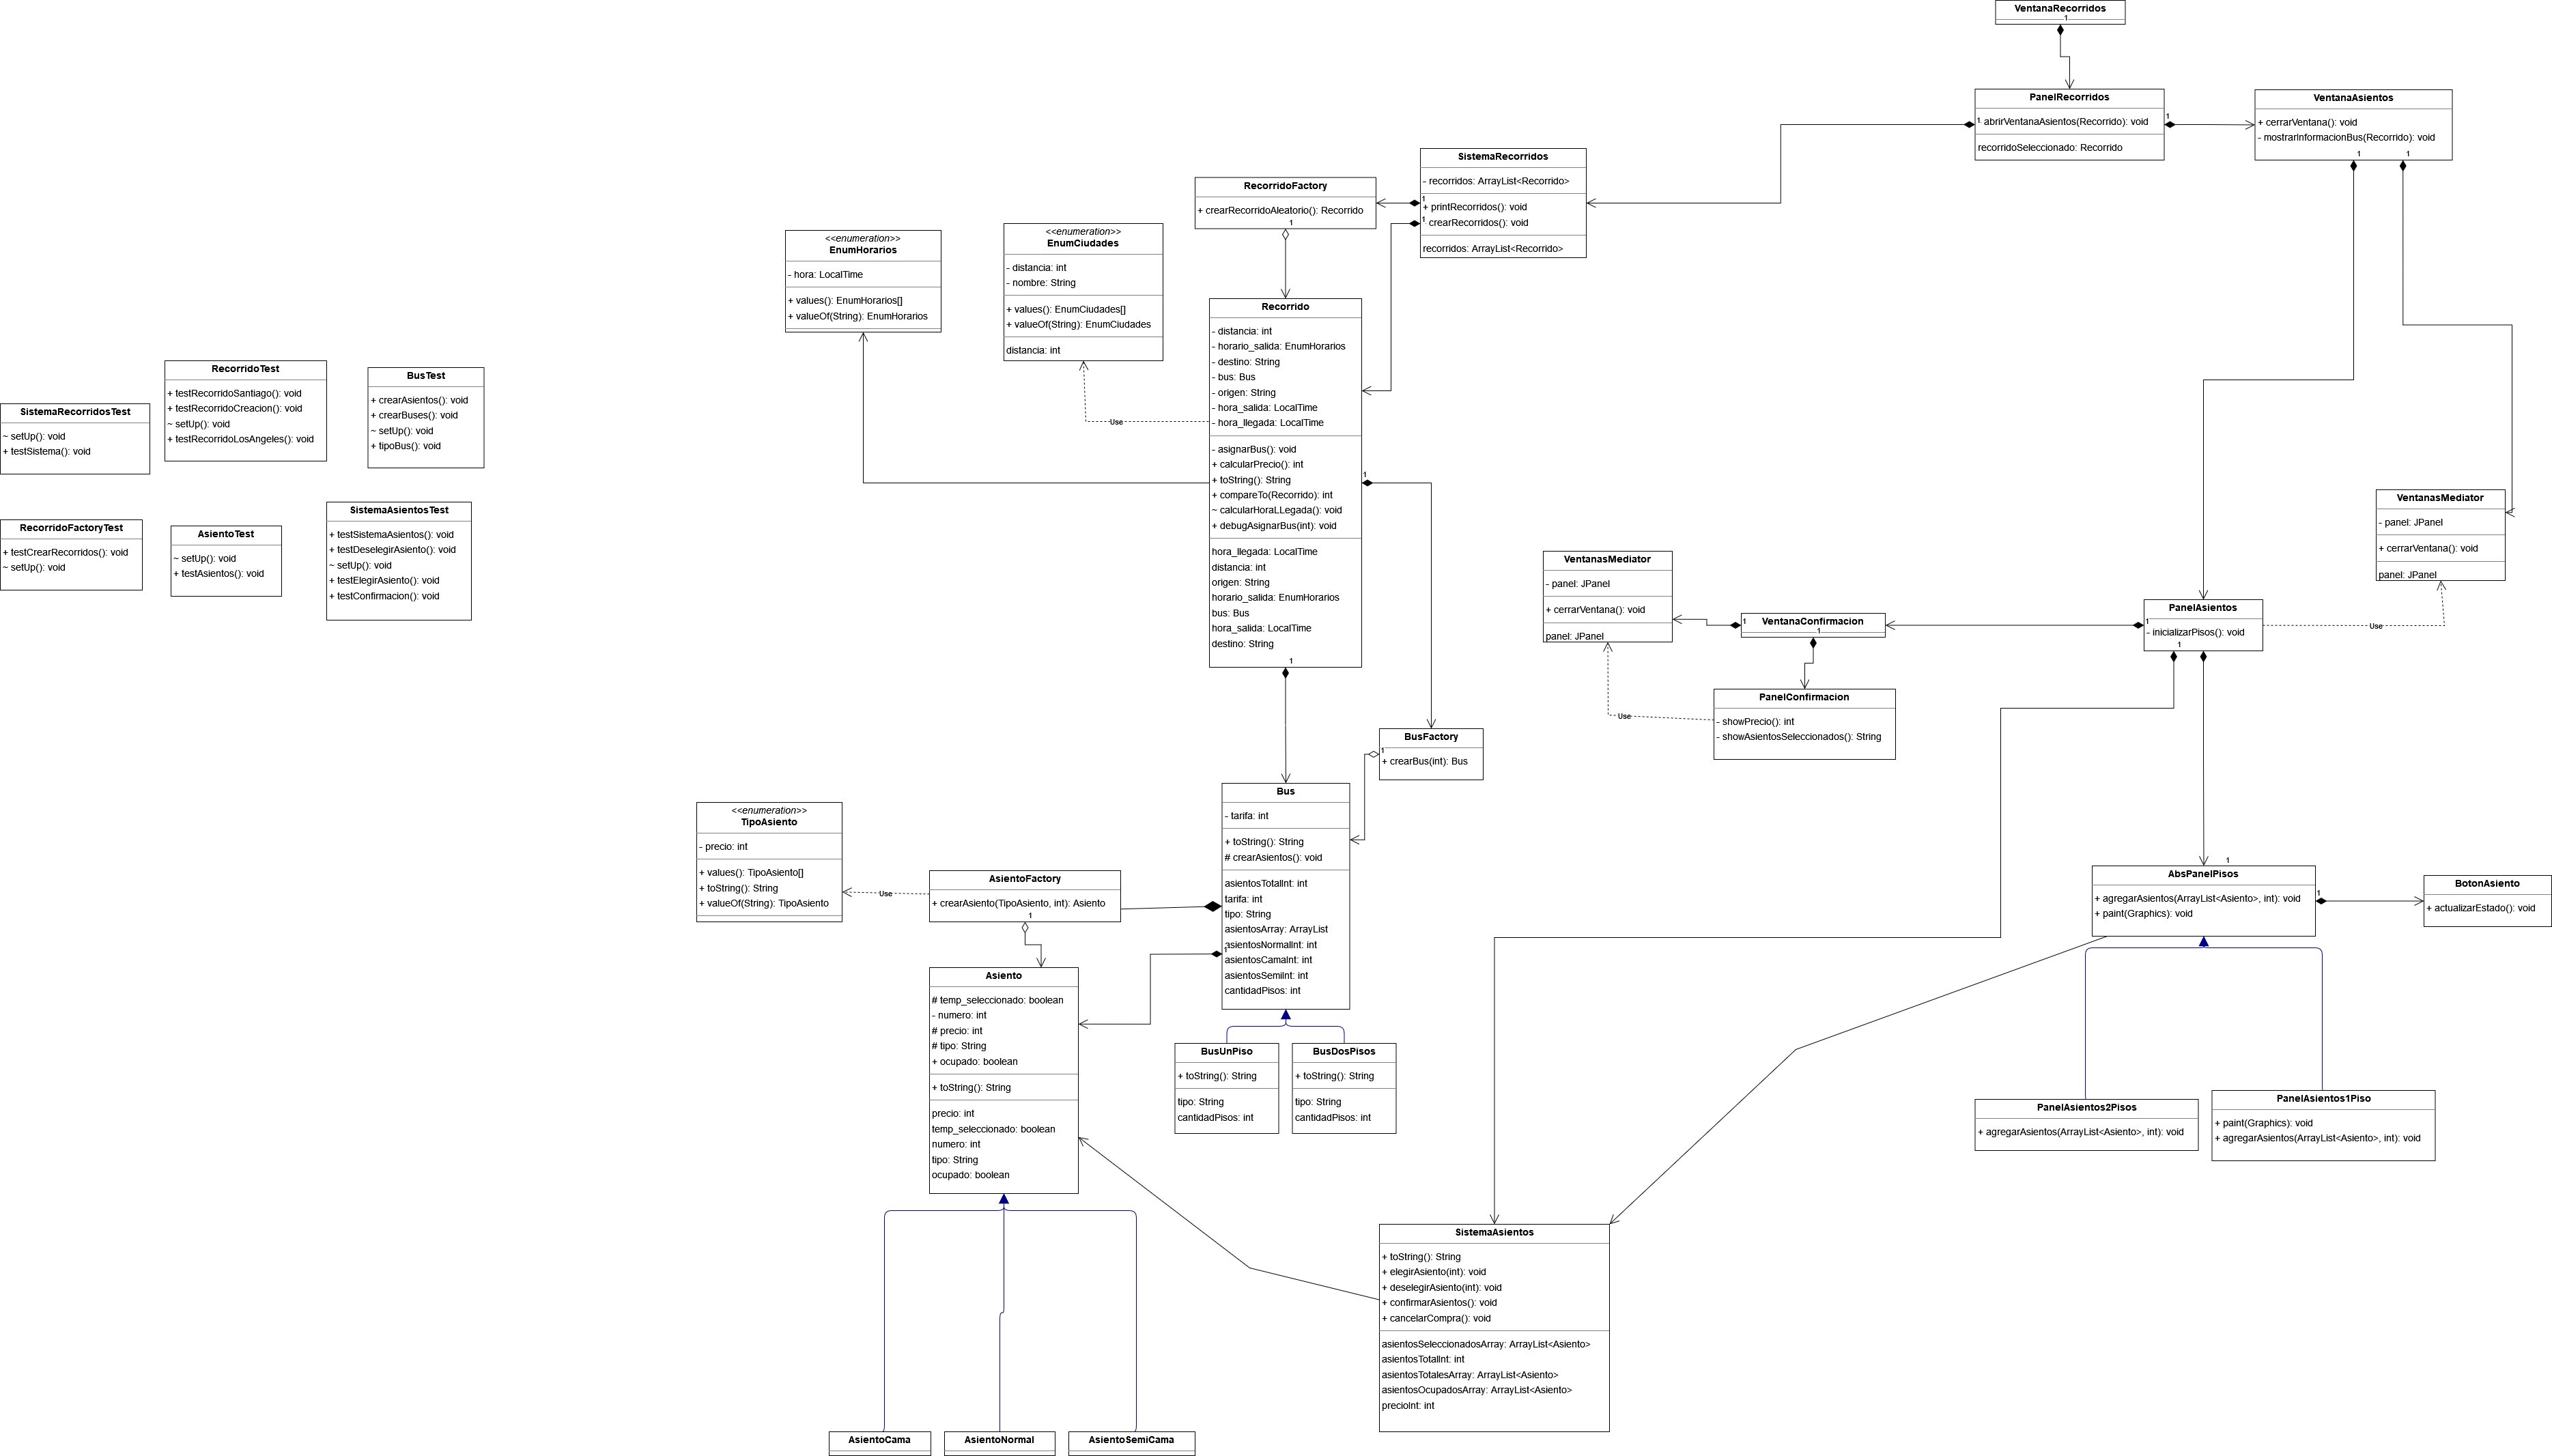 VentanaRecorridos
1
PanelRecorridos
1
abrirVentanaAsientos(Recorrido): void
recorridoSeleccionado: Recorrido
1
VentanaAsientos
+ cerrarVentana(): void
- mostrarInformacionBus(Recorrido): void
1
1
SistemaRecorridos
- recorridos: ArrayList<Recorrido>
1
+ printRecorridos(): void
1
crearRecorridos(): void
recorridos: ArrayList<Recorrido>
RecorridoFactory
+ crearRecorridoAleatorio(): Recorrido
1
<<enumeration>>
EnumHorarios
- hora: LocalTime
+ values(): EnumHorarios[]
+ valueOf(String): EnumHorarios
<<enumeration>>
EnumCiudades
- distancia: int
- nombre: String
+ values(): EnumCiudades[]
+ valueOf(String): EnumCiudades
distancia: int
Use
Recorrido
- distancia: int
- horario_salida: EnumHorarios
- destino: String
- bus: Bus
- origen: String
- hora_salida: LocalTime
- hora_llegada: LocalTime
- asignarBus(): void
+ calcularPrecio(): int
+ toString(): String
+ compareTo(Recorrido): int
~ calcularHoraLLegada(): void
+ debugAsignarBus(int): void
hora_llegada: LocalTime
distancia: int
origen: String
horario_salida: EnumHorarios
bus: Bus
hora_salida: LocalTime
destino: String
1
1
SistemaRecorridosTest
~ setUp(): void
+ testSistema(): void
RecorridoTest
+ testRecorridoSantiago(): void
+ testRecorridoCreacion(): void
~ setUp(): void
+ testRecorridoLosAngeles(): void
BusTest
+ crearAsientos(): void
+ crearBuses(): void
~ setUp(): void
+ tipoBus(): void
RecorridoFactoryTest
+ testCrearRecorridos(): void
~ setUp(): void
AsientoTest
~ setUp(): void
+ testAsientos(): void
SistemaAsientosTest
+ testSistemaAsientos(): void
+ testDeselegirAsiento(): void
~ setUp(): void
+ testElegirAsiento(): void
+ testConfirmacion(): void
VentanasMediator
- panel: JPanel
+ cerrarVentana(): void
panel: JPanel
VentanasMediator
- panel: JPanel
+ cerrarVentana(): void
panel: JPanel
1
VentanaConfirmacion
1
PanelAsientos
1
- inicializarPisos(): void
1
Use
PanelConfirmacion
- showPrecio(): int
- showAsientosSeleccionados(): String
Use
BusFactory
1
+ crearBus(int): Bus
Bus
- tarifa: int
+ toString(): String
# crearAsientos(): void
asientosTotalInt: int
tarifa: int
tipo: String
asientosArray: ArrayList
asientosNormalInt: int
1
asientosCamaInt: int
asientosSemiInt: int
cantidadPisos: int
<<enumeration>>
TipoAsiento
- precio: int
+ values(): TipoAsiento[]
+ toString(): String
+ valueOf(String): TipoAsiento
Use
AsientoFactory
+ crearAsiento(TipoAsiento, int): Asiento
1
1
AbsPanelPisos
+ agregarAsientos(ArrayList<Asiento>, int): void
+ paint(Graphics): void
1
BotonAsiento
+ actualizarEstado(): void
Asiento
# temp_seleccionado: boolean
- numero: int
# precio: int
# tipo: String
+ ocupado: boolean
+ toString(): String
precio: int
temp_seleccionado: boolean
numero: int
tipo: String
ocupado: boolean
BusUnPiso
+ toString(): String
tipo: String
cantidadPisos: int
BusDosPisos
+ toString(): String
tipo: String
cantidadPisos: int
PanelAsientos2Pisos
+ agregarAsientos(ArrayList<Asiento>, int): void
PanelAsientos1Piso
+ paint(Graphics): void
+ agregarAsientos(ArrayList<Asiento>, int): void
SistemaAsientos
+ toString(): String
+ elegirAsiento(int): void
+ deselegirAsiento(int): void
+ confirmarAsientos(): void
+ cancelarCompra(): void
asientosSeleccionadosArray: ArrayList<Asiento>
asientosTotalInt: int
asientosTotalesArray: ArrayList<Asiento>
asientosOcupadosArray: ArrayList<Asiento>
precioInt: int
AsientoCama
AsientoNormal
AsientoSemiCama